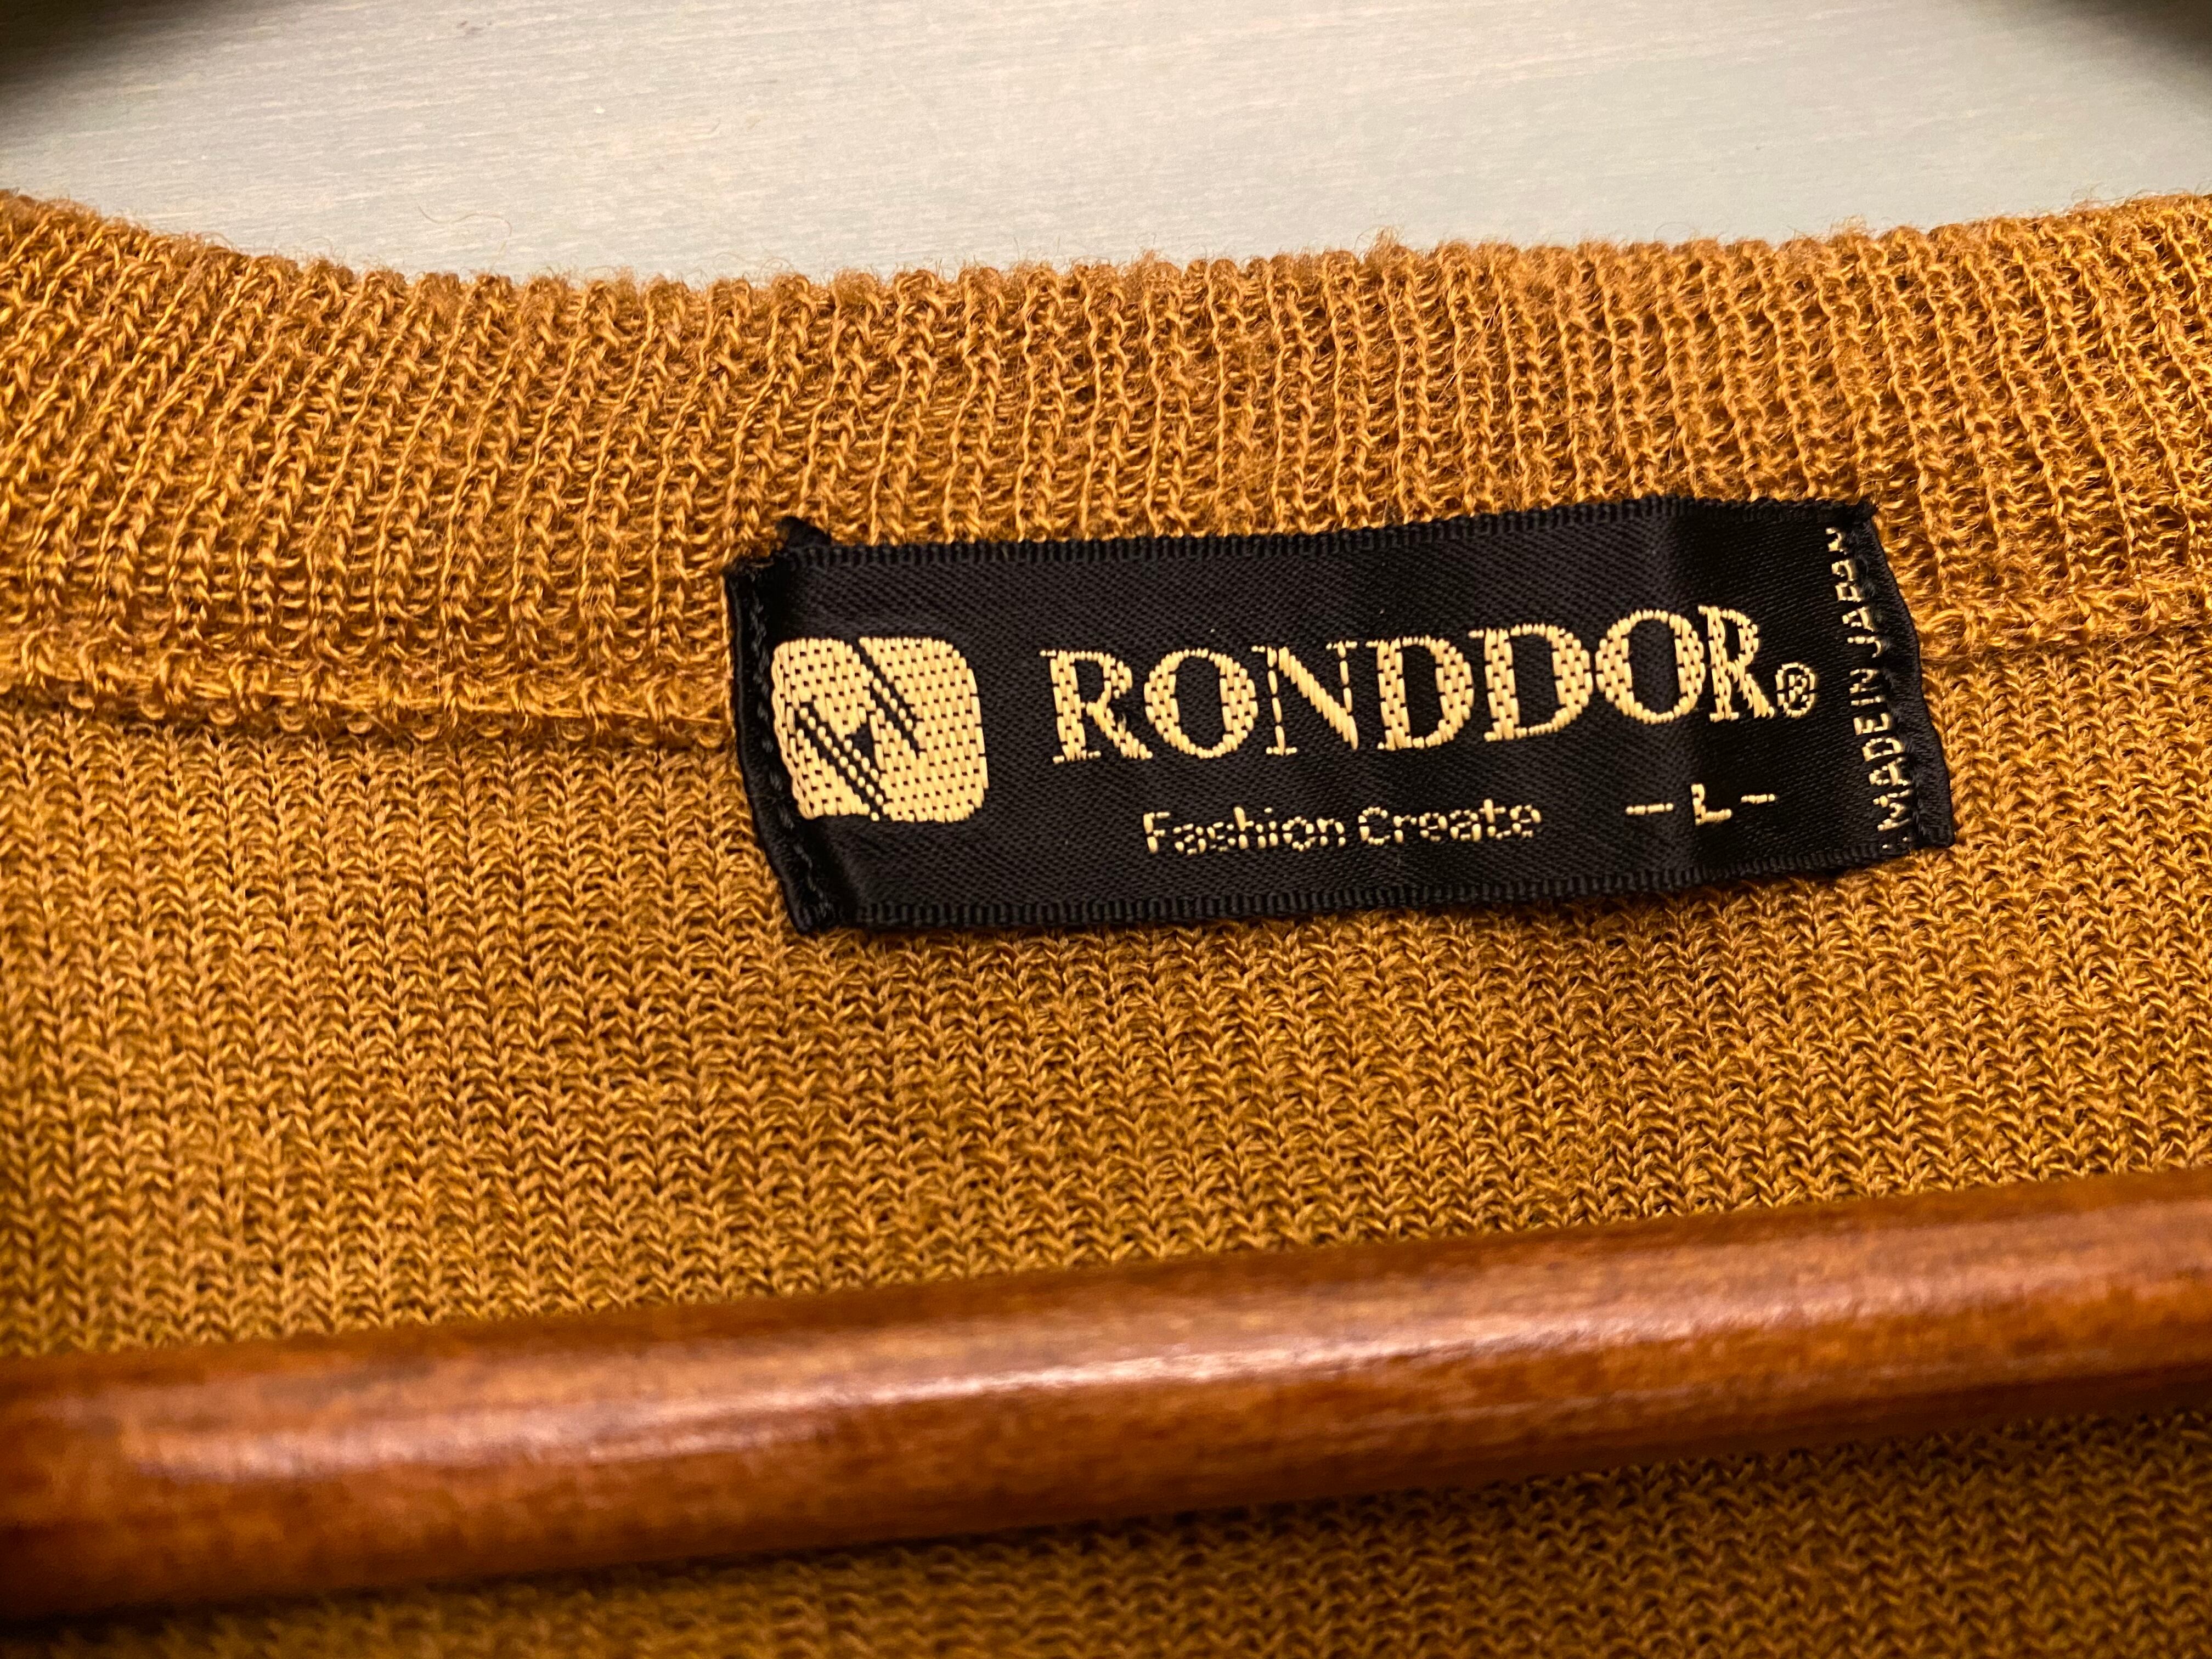 RONDDOR®
Fashion Create -L-
MADE IN JAPAN